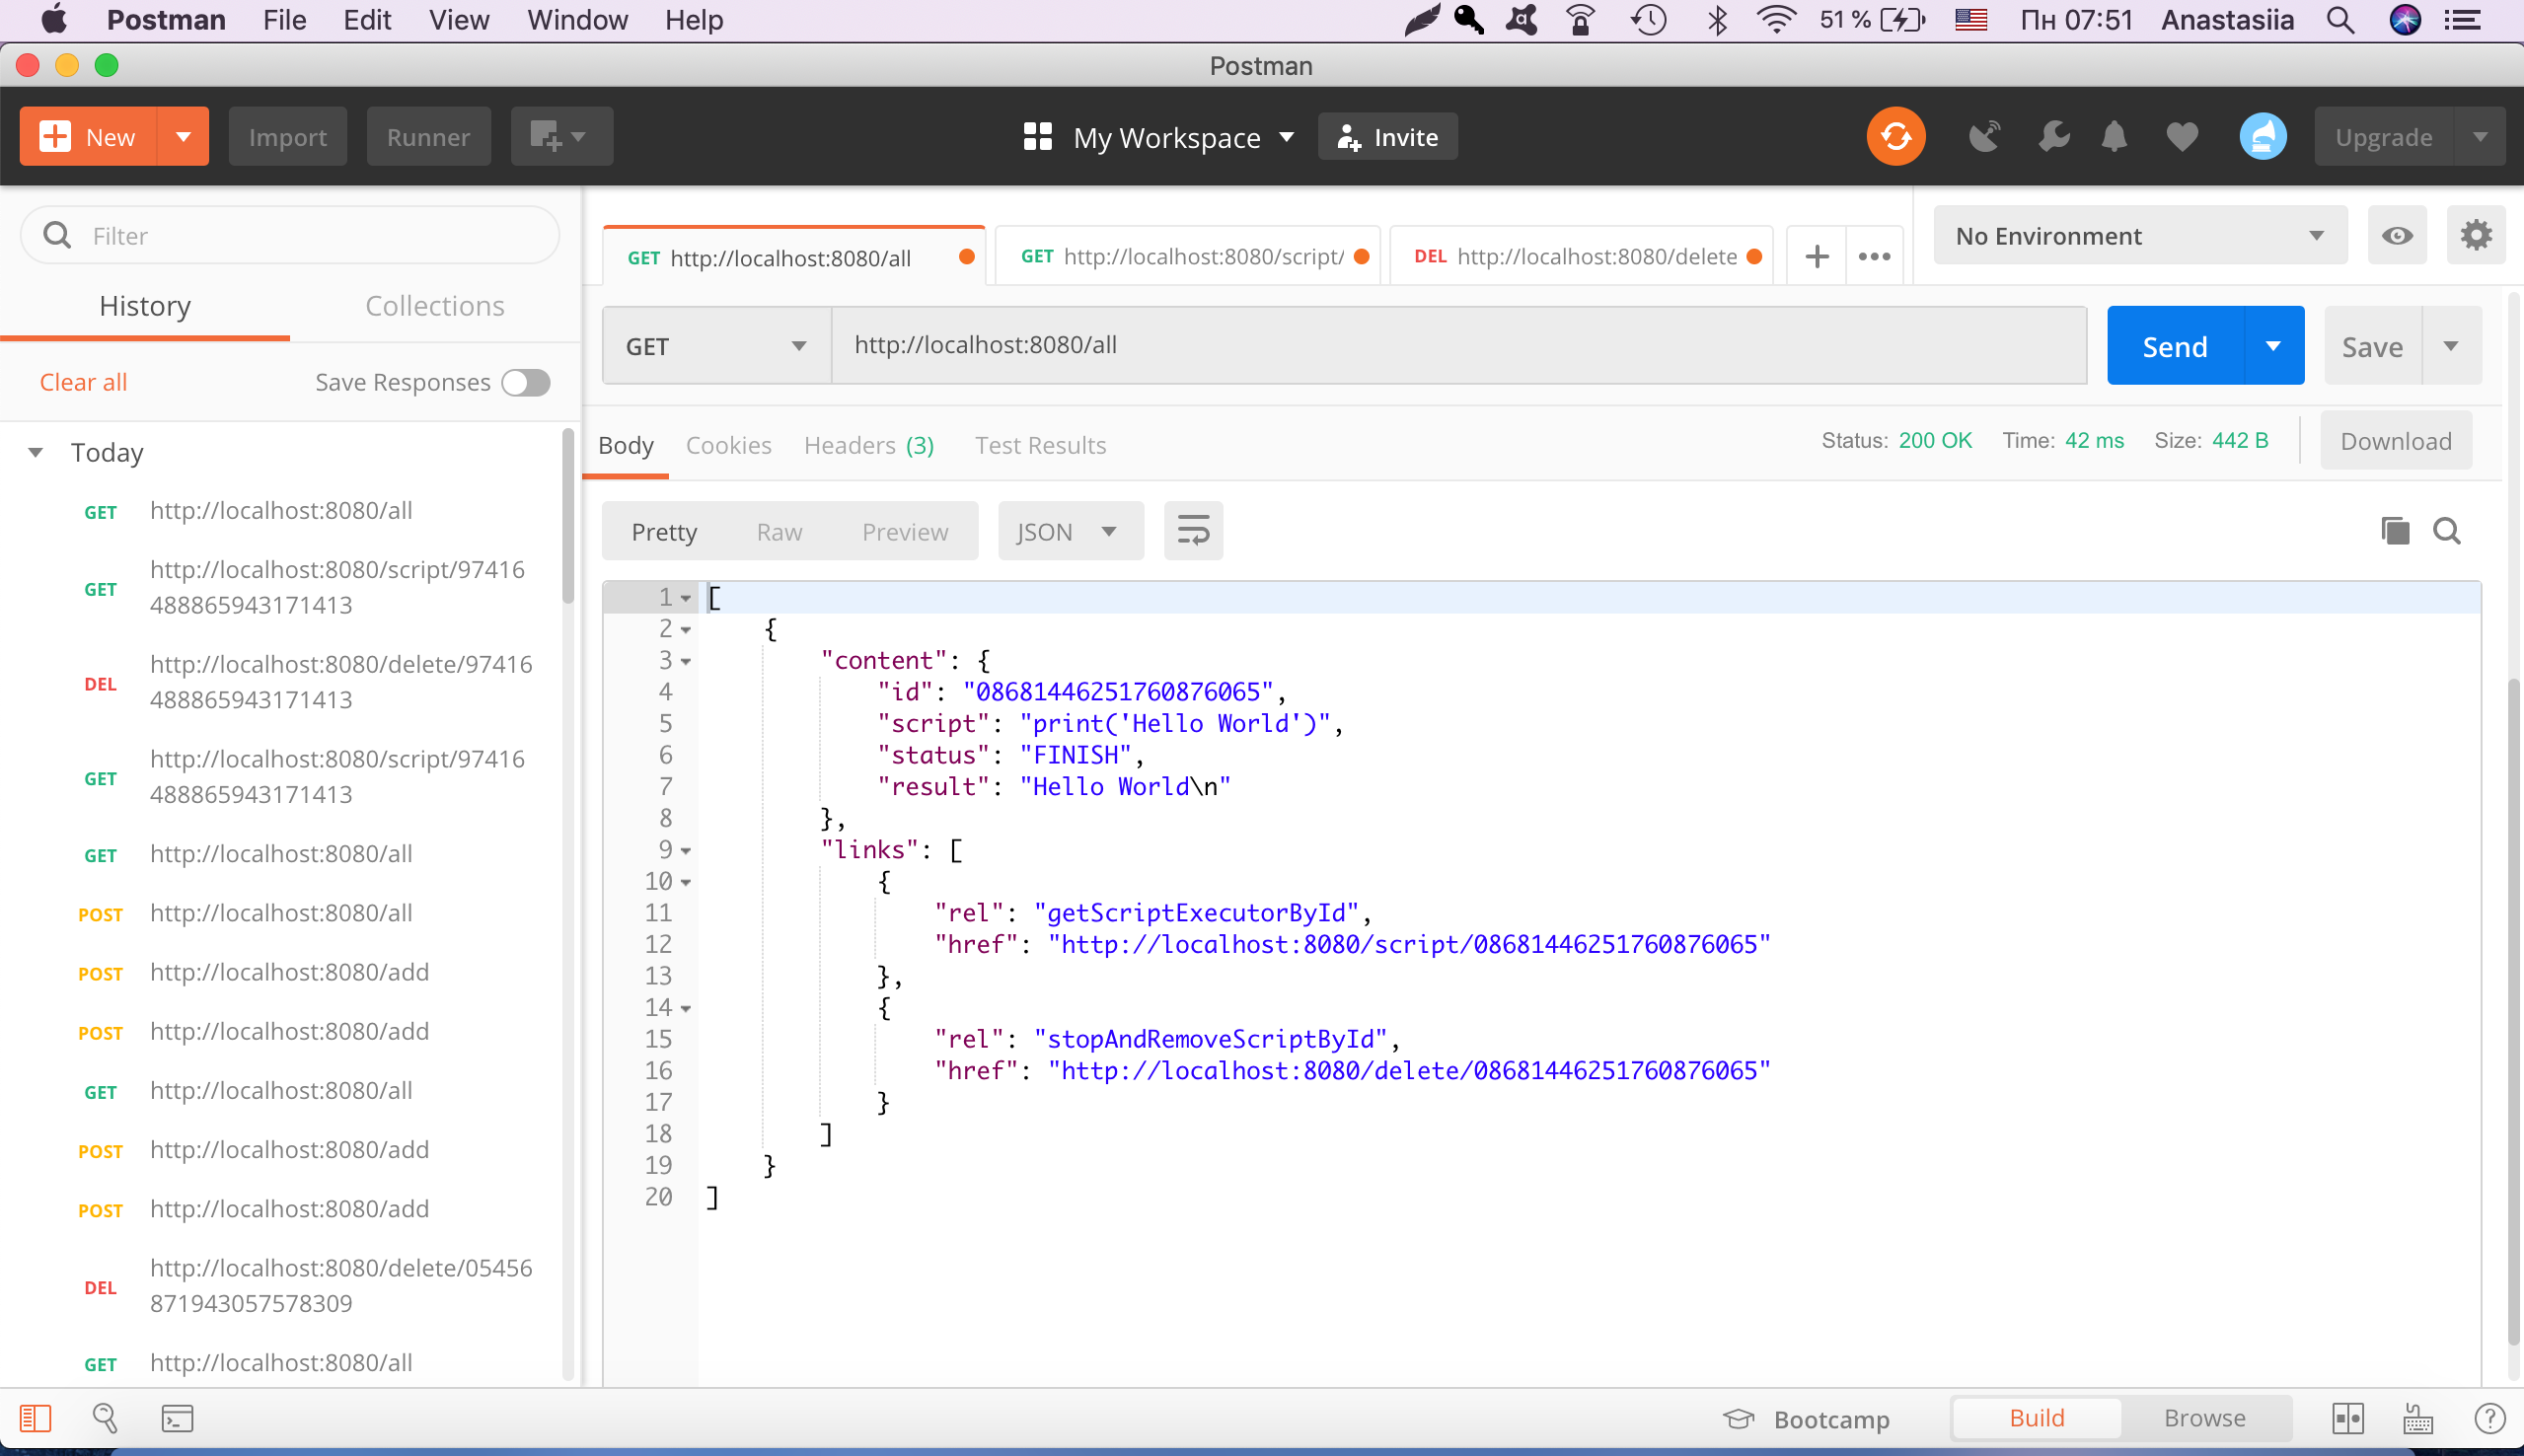 Postman File Edit View Window Help 51 % Пн 07:51 Anastasiia
Postman
New Import Runner My Workspace Invite Upgrade
Filter
History Collections
Clear all Save Responses
Today
GET http://localhost:8080/all
GET http://localhost:8080/script/97416
488865943171413
DEL http://localhost:8080/delete/97416
488865943171413
GET http://localhost:8080/script/97416
488865943171413
GET http://localhost:8080/all
POST http://localhost:8080/all
POST http://localhost:8080/add
POST http://localhost:8080/add
GET http://localhost:8080/all
POST http://localhost:8080/add
POST http://localhost:8080/add
DEL http://localhost:8080/delete/05456
871943057578309
GET http://localhost:8080/all
GET http://localhost:8080/all GET http://localhost:8080/script/ DEL http://localhost:8080/delete No Environment
GET http://localhost:8080/all Send Save
Body Cookies Headers (3) Test Results Status: 200 OK Time: 42 ms Size: 442 B Download
Pretty Raw Preview JSON
1 [
2 {
3 "content": {
4 "id": "08681446251760876065",
5 "script": "print('Hello World')",
6 "status": "FINISH",
7 "result": "Hello World\n"
8 },
9 "links": [
10 {
11 "rel": "getScriptExecutorById",
12 "href": "http://localhost:8080/script/08681446251760876065"
13 },
14 {
15 "rel": "stopAndRemoveScriptById",
16 "href": "http://localhost:8080/delete/08681446251760876065"
17 }
18 ]
19 }
20 ]
Bootcamp Build Browse